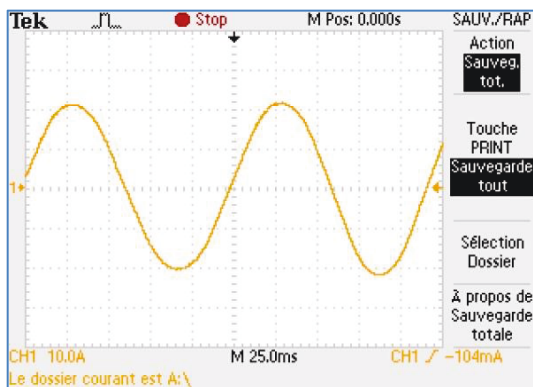 Tek
Stop
M Pos: 0.000s
SAUV./RAP
Action
Sauveg.
tot.
Touche
PRINT
Sauvegarde
tout
Sélection
Dossier
À propos de
Sauvegarde
totale
1
CH1 10.0A
M 25.0ms
CH1 -104mA
Le dossier courant est A:\